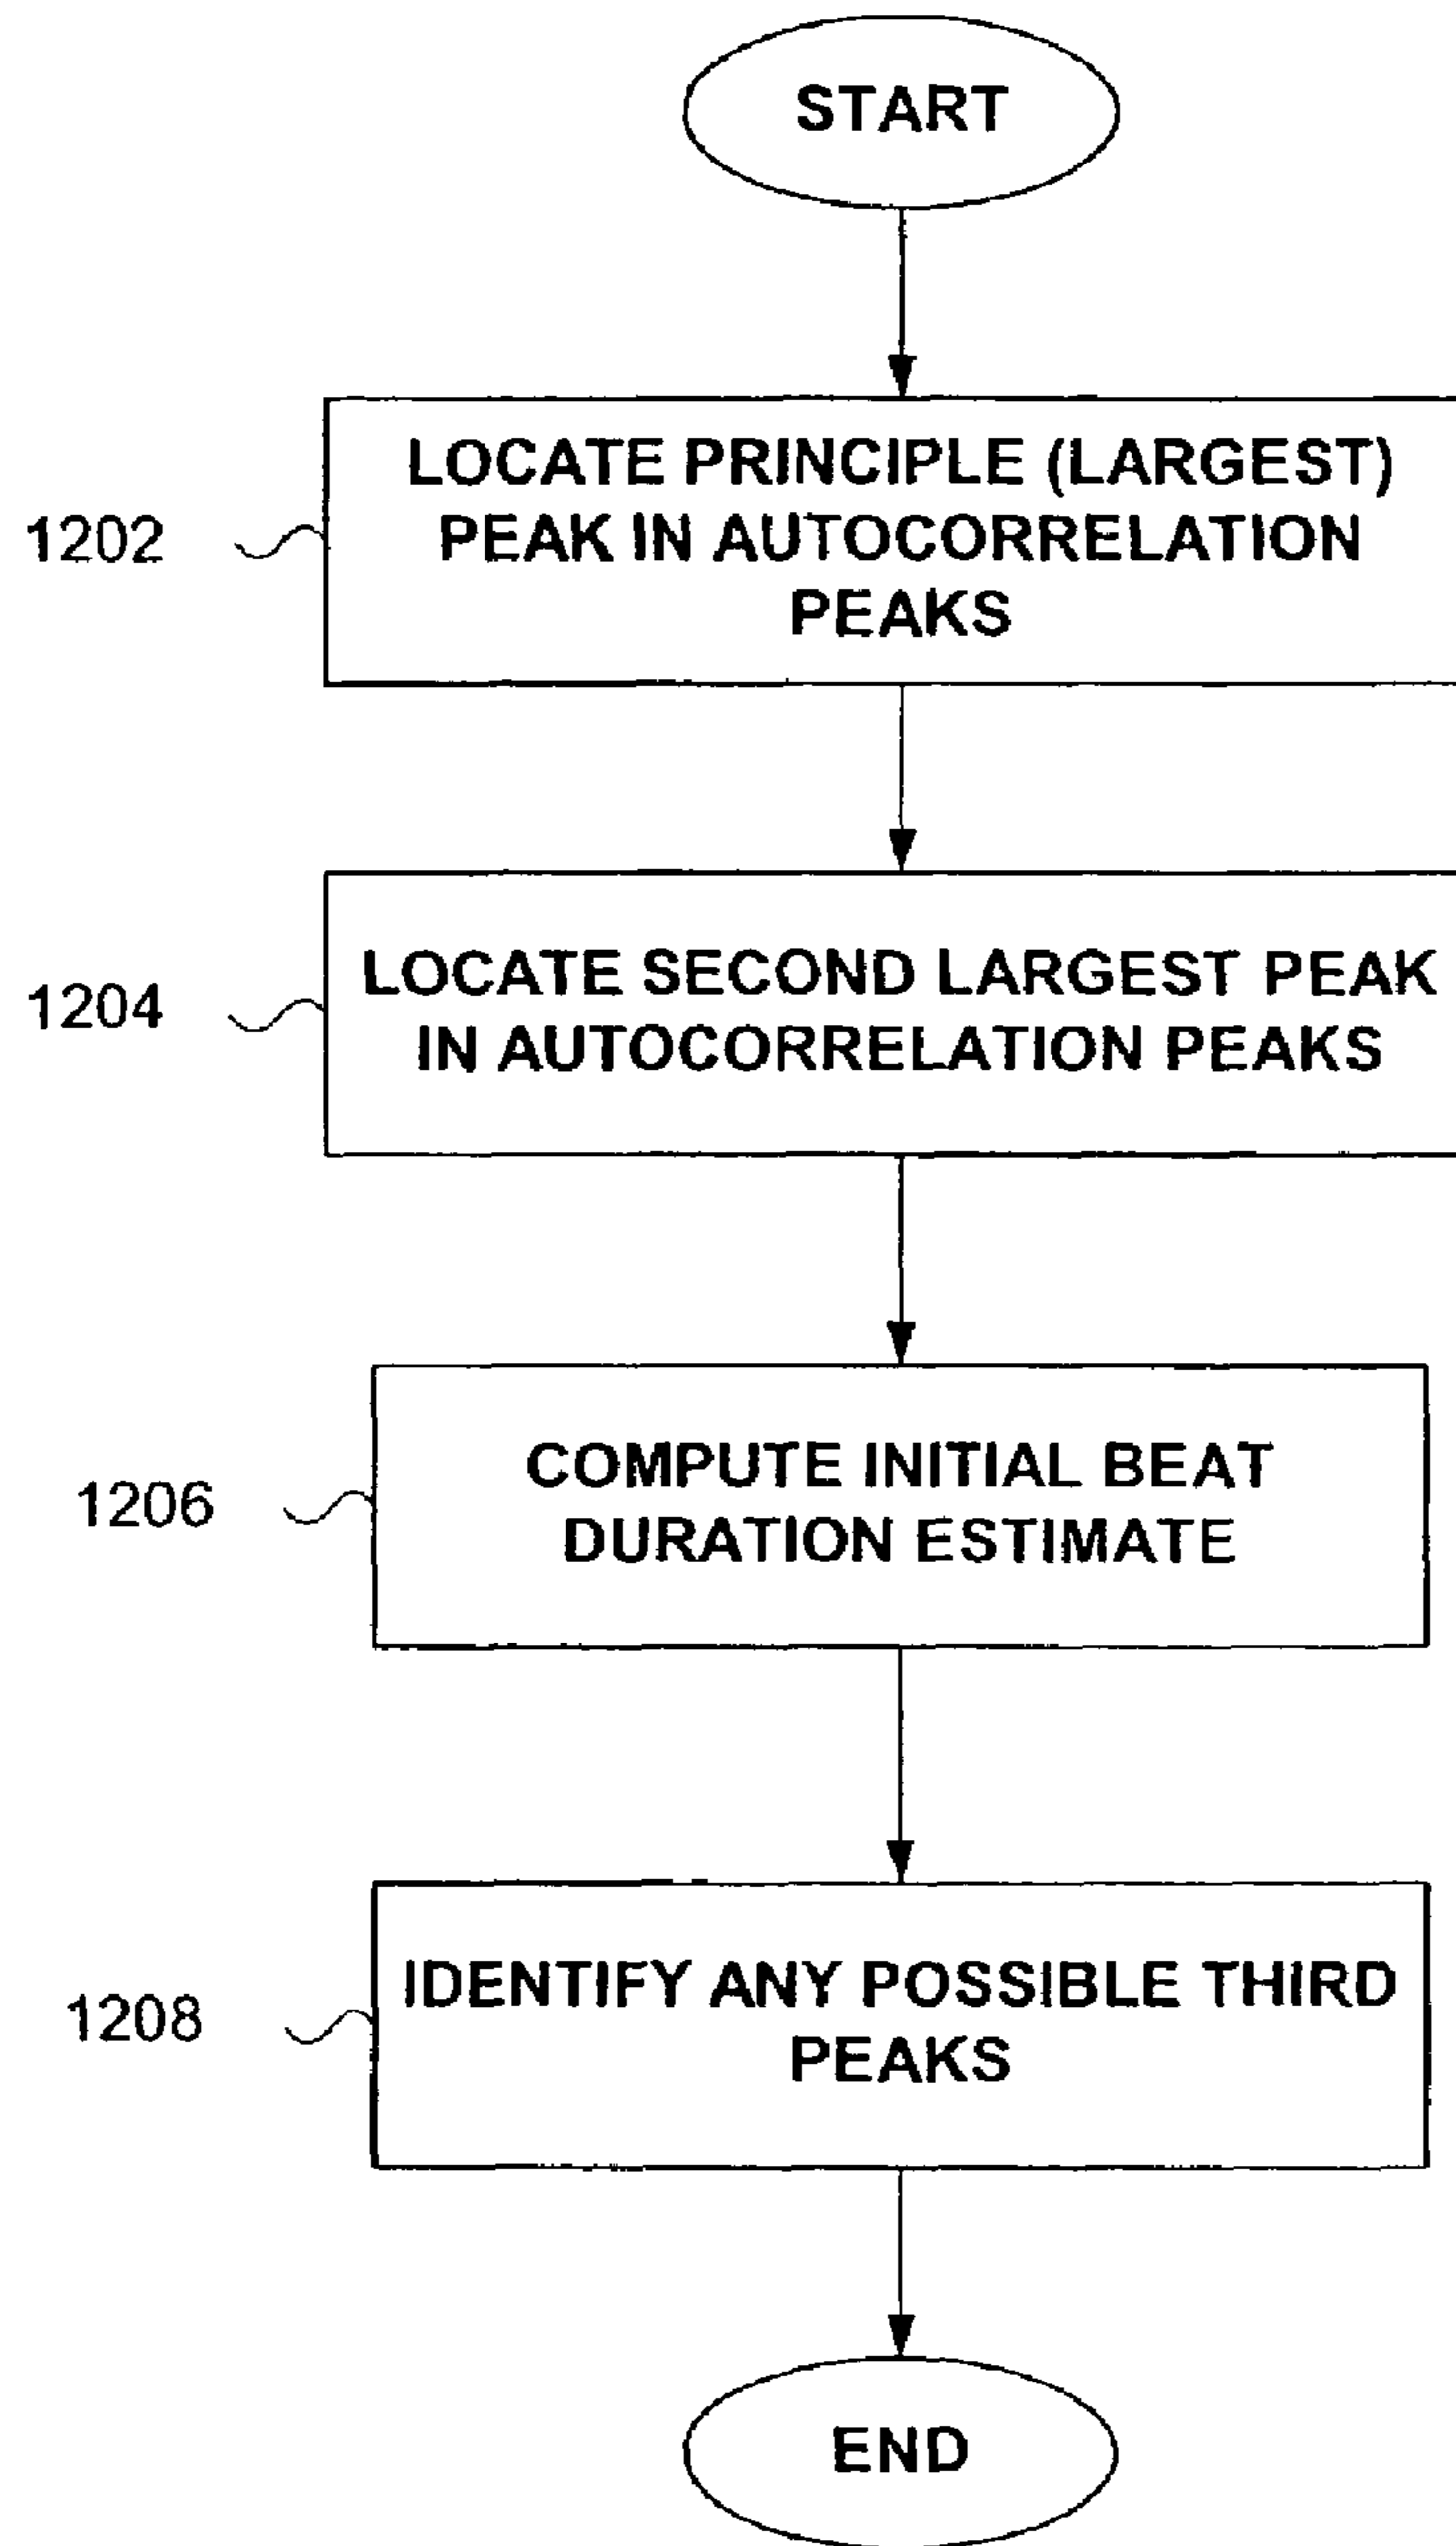 START
1202
LOCATE PRINCIPLE (LARGEST)
PEAK IN AUTOCORRELATION
PEAKS
1204
LOCATE SECOND LARGEST PEAK
IN AUTOCORRELATION PEAKS
1206
COMPUTE INITIAL BEAT
DURATION ESTIMATE
1208
IDENTIFY ANY POSSIBLE THIRD
PEAKS
END